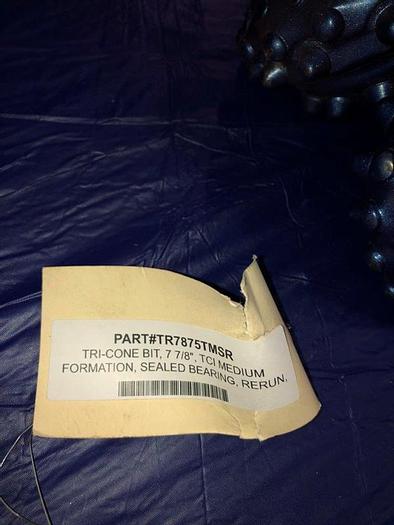 PART#TR7875TMSR
TRI-CONE BIT, 7 7/8", TCI MEDIUM
FORMATION, SEALED BEARING, RERUN,